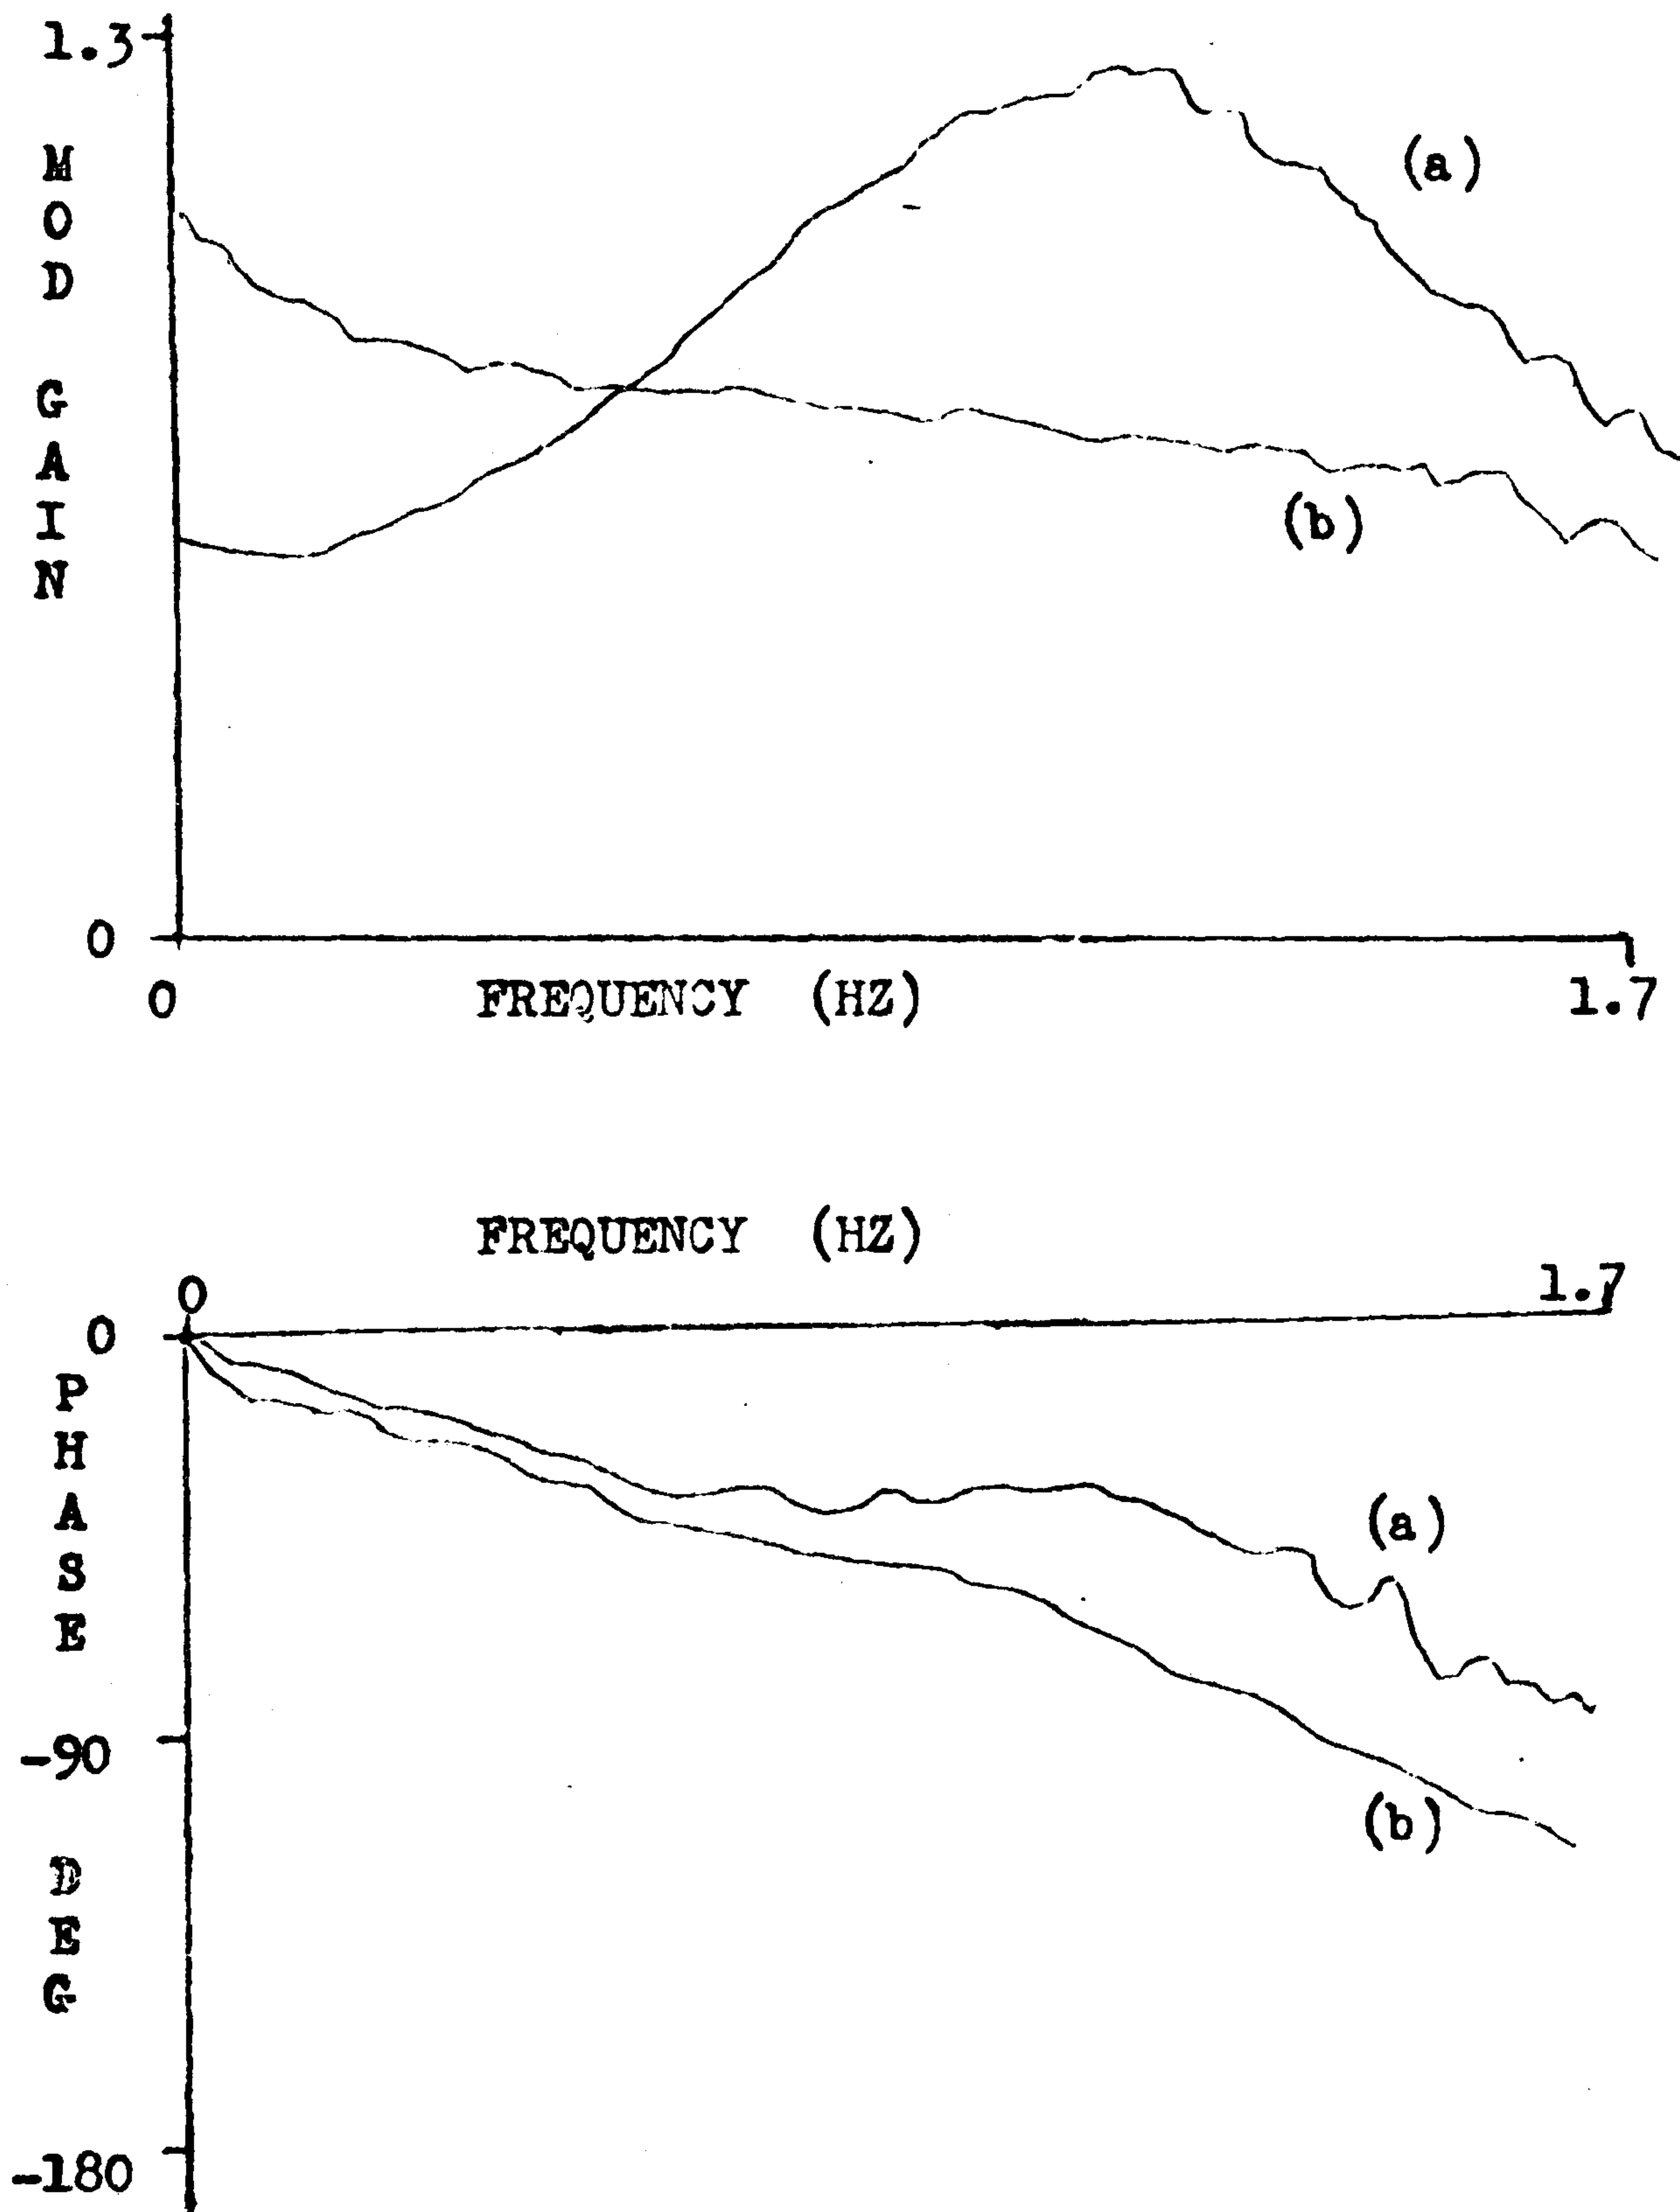 1.3
MOD GAIN
(a)
(b)
0
0
FREQUENCY (HZ)
1.7
FREQUENCY (HZ)
0
1.7
0
PHASE DEG
(a)
-90
(b)
-180